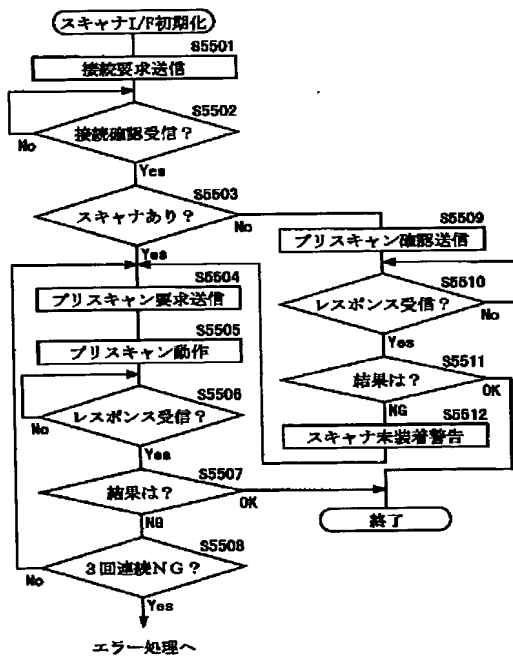 スキャナI/F初期化
S5501
接続要求送信
S5502
接続確認受信?
No
Yes
S5503
スキャナあり?
No
Yes
S5504
プリスキャン要求送信
S5505
プリスキャン動作
S5506
レスポンス受信?
No
Yes
S5507
結果は?
OK
NG
S5508
3回連続NG?
No
Yes
エラー処理へ
S5509
プリスキャン確認送信
S5510
レスポンス受信?
No
Yes
S5511
結果は?
OK
NG
S5512
スキャナ未装着警告
終了